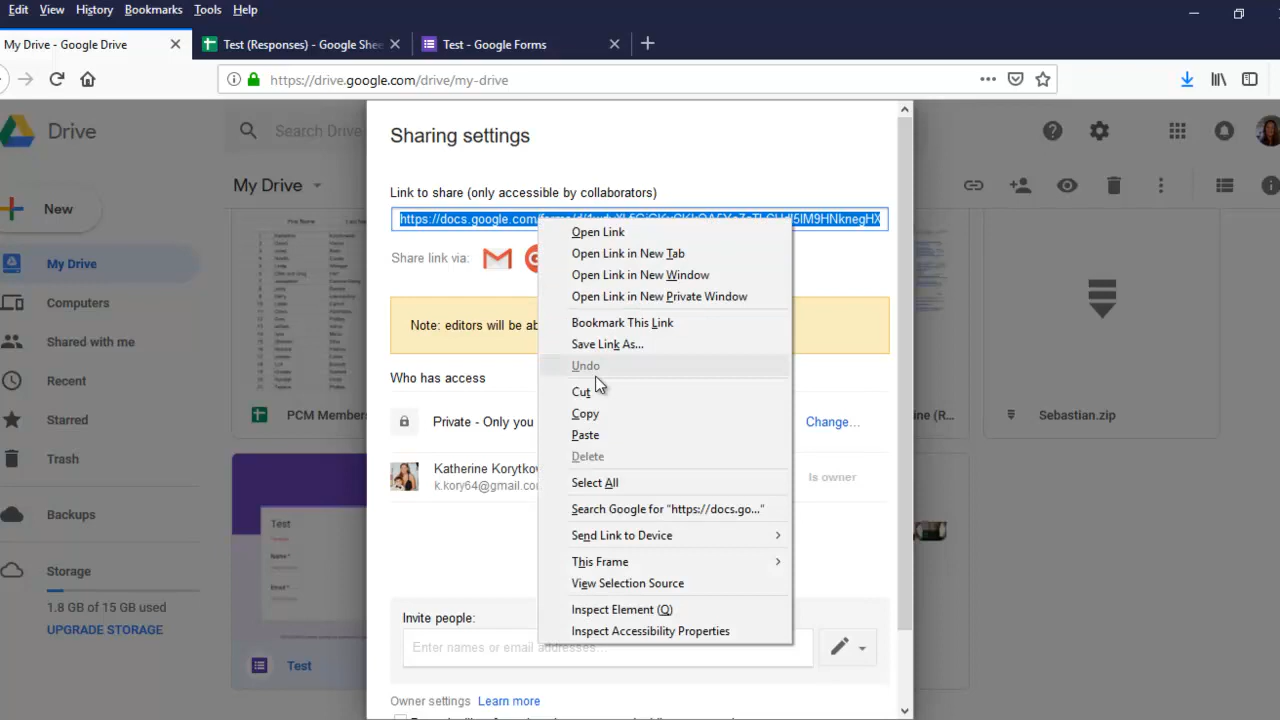 Edit View History Bookmarks Tools Help
My Drive - Google Drive
Test (Responses) - Google Shee
Test - Google Forms
https://drive.google.com/drive/my-drive
Drive
Search Drive
New
My Drive
My Drive
Computers
Shared with me
Recent
Starred
Trash
Backups
Storage
1.8 GB of 15 GB used
UPGRADE STORAGE
PCM Members
Test
Test
Sebastian.zip
Sharing settings
Link to share (only accessible by collaborators)
https://docs.google.com/
5IM9HNknegHX
Share link via:
Note: editors will be ab
Who has access
Private - Only you
Change...
Katherine Korytkov
k.kory64@gmail.co
Is owner
Invite people:
Enter names or email addresses...
Owner settings Learn more
Open Link
Open Link in New Tab
Open Link in New Window
Open Link in New Private Window
Bookmark This Link
Save Link As...
Undo
Cut
Copy
Paste
Delete
Select All
Search Google for "https://docs.go..."
Send Link to Device
This Frame
View Selection Source
Inspect Element (Q)
Inspect Accessibility Properties